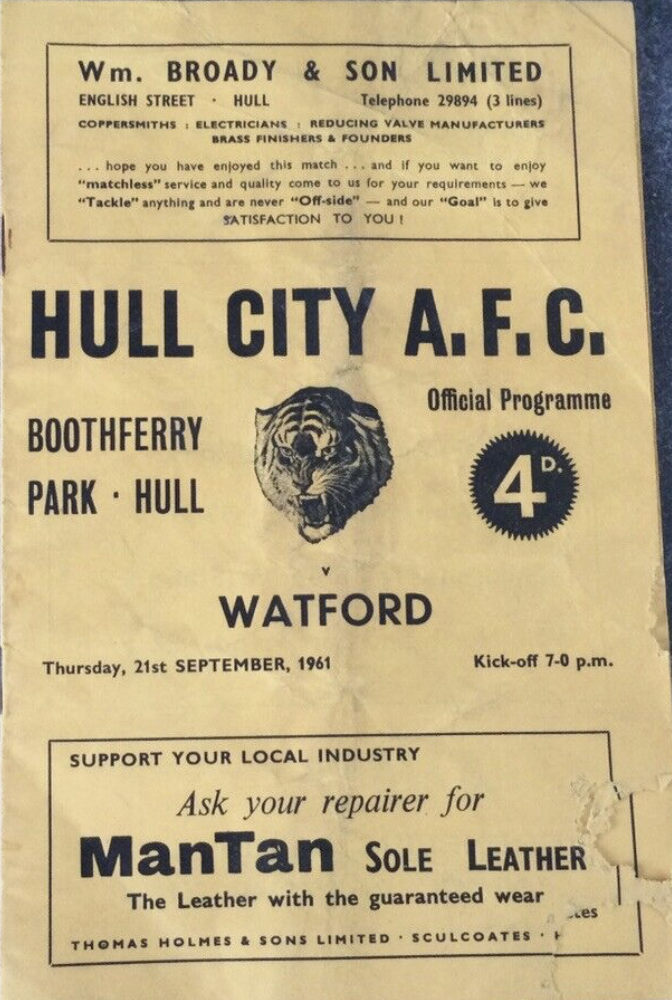 Wm. BROADY & SON LIMITED
ENGLISH STREET · HULL Telephone 29894 (3 lines)
COPPERSMITHS : ELECTRICIANS : REDUCING VALVE MANUFACTURERS
BRASS FINISHERS & FOUNDERS
... hope you have enjoyed this match ... and if you want to enjoy
"matchless" service and quality come to us for your requirements — we
"Tackle" anything and are never "Off-side" — and our "Goal" is to give
SATISFACTION TO YOU !
HULL CITY A.F.C.
Official Programme
BOOTHFERRY
PARK · HULL
4D.
v
WATFORD
Thursday, 21st SEPTEMBER, 1961 Kick-off 7-0 p.m.
SUPPORT YOUR LOCAL INDUSTRY
Ask your repairer for
ManTan SOLE LEATHER
The Leather with the guaranteed wear
THOMAS HOLMES & SONS LIMITED · SCULCOATES ·